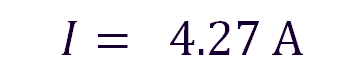 I = 4.27 A